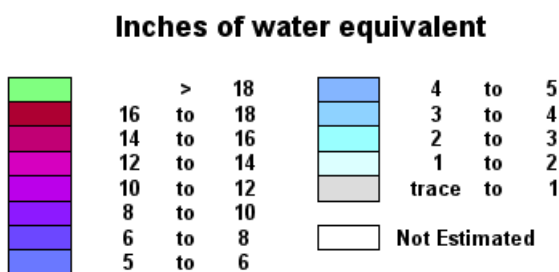 Inches of water equivalent
> 18
16 to 18
14 to 16
12 to 14
10 to 12
8 to 10
6 to 8
5 to 6
4 to 5
3 to 4
2 to 3
1 to 2
trace to 1
Not Estimated